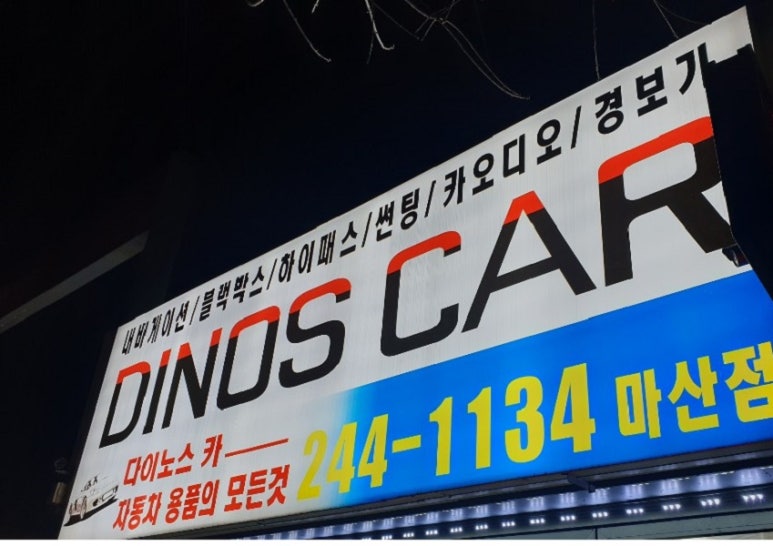 내비게이션/블랙박스/하이패스/썬팅/카오디오/경보기
DINOS CAR
다이노스 카
자동차 용품의 모든것
244-1134 마산점